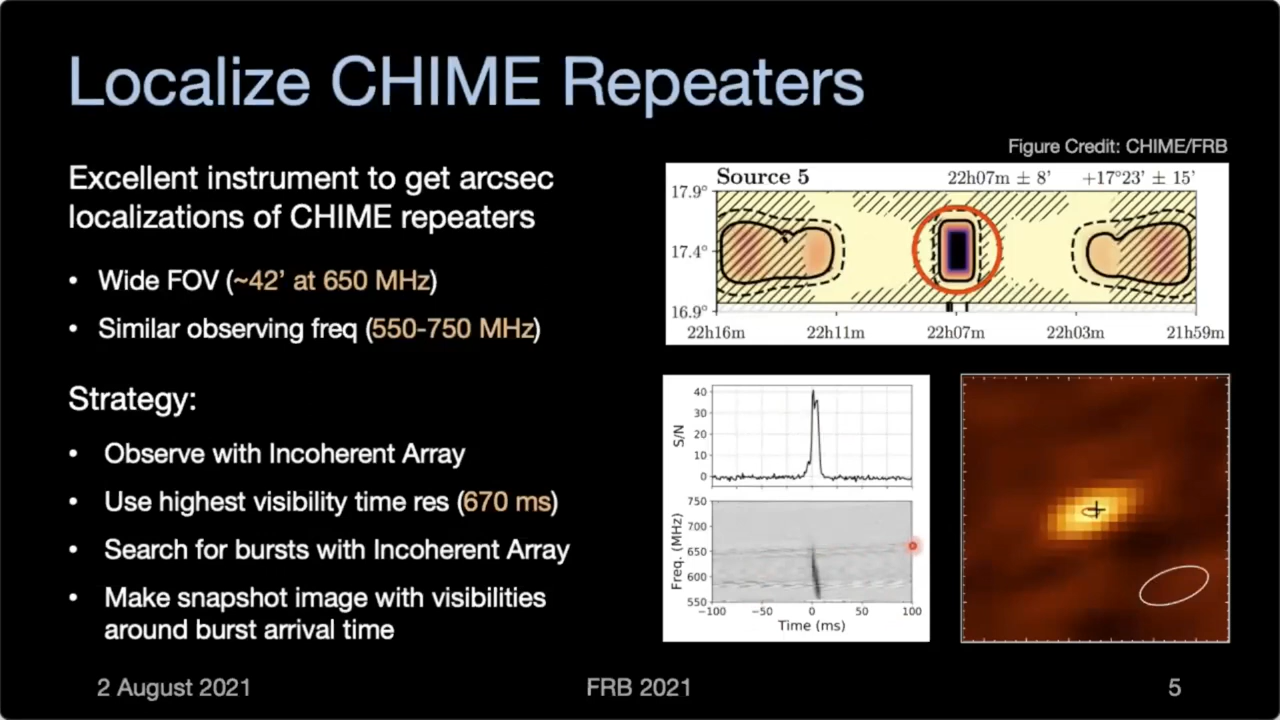 Localize CHIME Repeaters
Excellent instrument to get arcsec
localizations of CHIME repeaters
• Wide FOV (~42’ at 650 MHz)
• Similar observing freq (550-750 MHz)
Strategy:
• Observe with Incoherent Array
• Use highest visibility time res (670 ms)
• Search for bursts with Incoherent Array
• Make snapshot image with visibilities
around burst arrival time
Figure Credit: CHIME/FRB
Source 5 22h07m ± 8’ +17°23’ ± 15’
17.9°
17.4°
16.9°
22h16m 22h11m 22h07m 22h03m 21h59m
S/N
40
30
20
10
0
Freq. (MHz)
750
700
650
600
550
−100 −50 0 50 100
Time (ms)
2 August 2021 FRB 2021 5